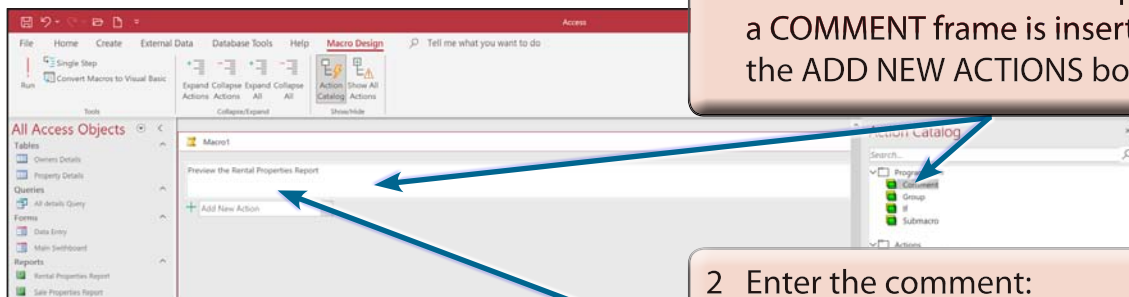 Access
a COMMENT frame is insert
the ADD NEW ACTIONS bo
File Home Create External Data Database Tools Help Macro Design Tell me what you want to do
Run
Single Step
Convert Macros to Visual Basic
Tools
Expand Actions
Collapse Actions
Expand All
Collapse All
Collapse/Expand
Action Catalog
Show All Actions
Show/Hide
All Access Objects
Tables
Owners Details
Property Details
Queries
All details Query
Forms
Data Entry
Main Switchboard
Reports
Rental Properties Report
Sale Properties Report
Macro1
Preview the Rental Properties Report
Add New Action
Action Catalog
Search...
Comment
Group
If
Submacro
Actions
2 Enter the comment: